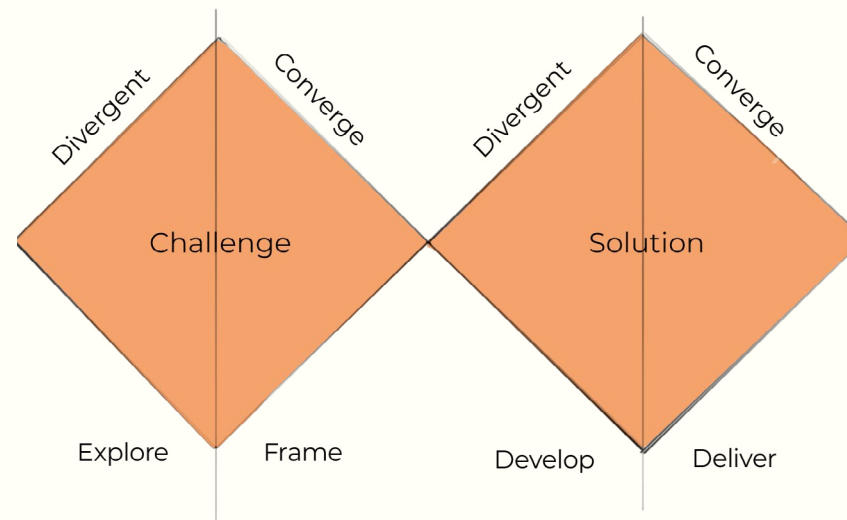 Divergent
Converge
Divergent
Converge
Challenge
Solution
Explore
Frame
Develop
Deliver